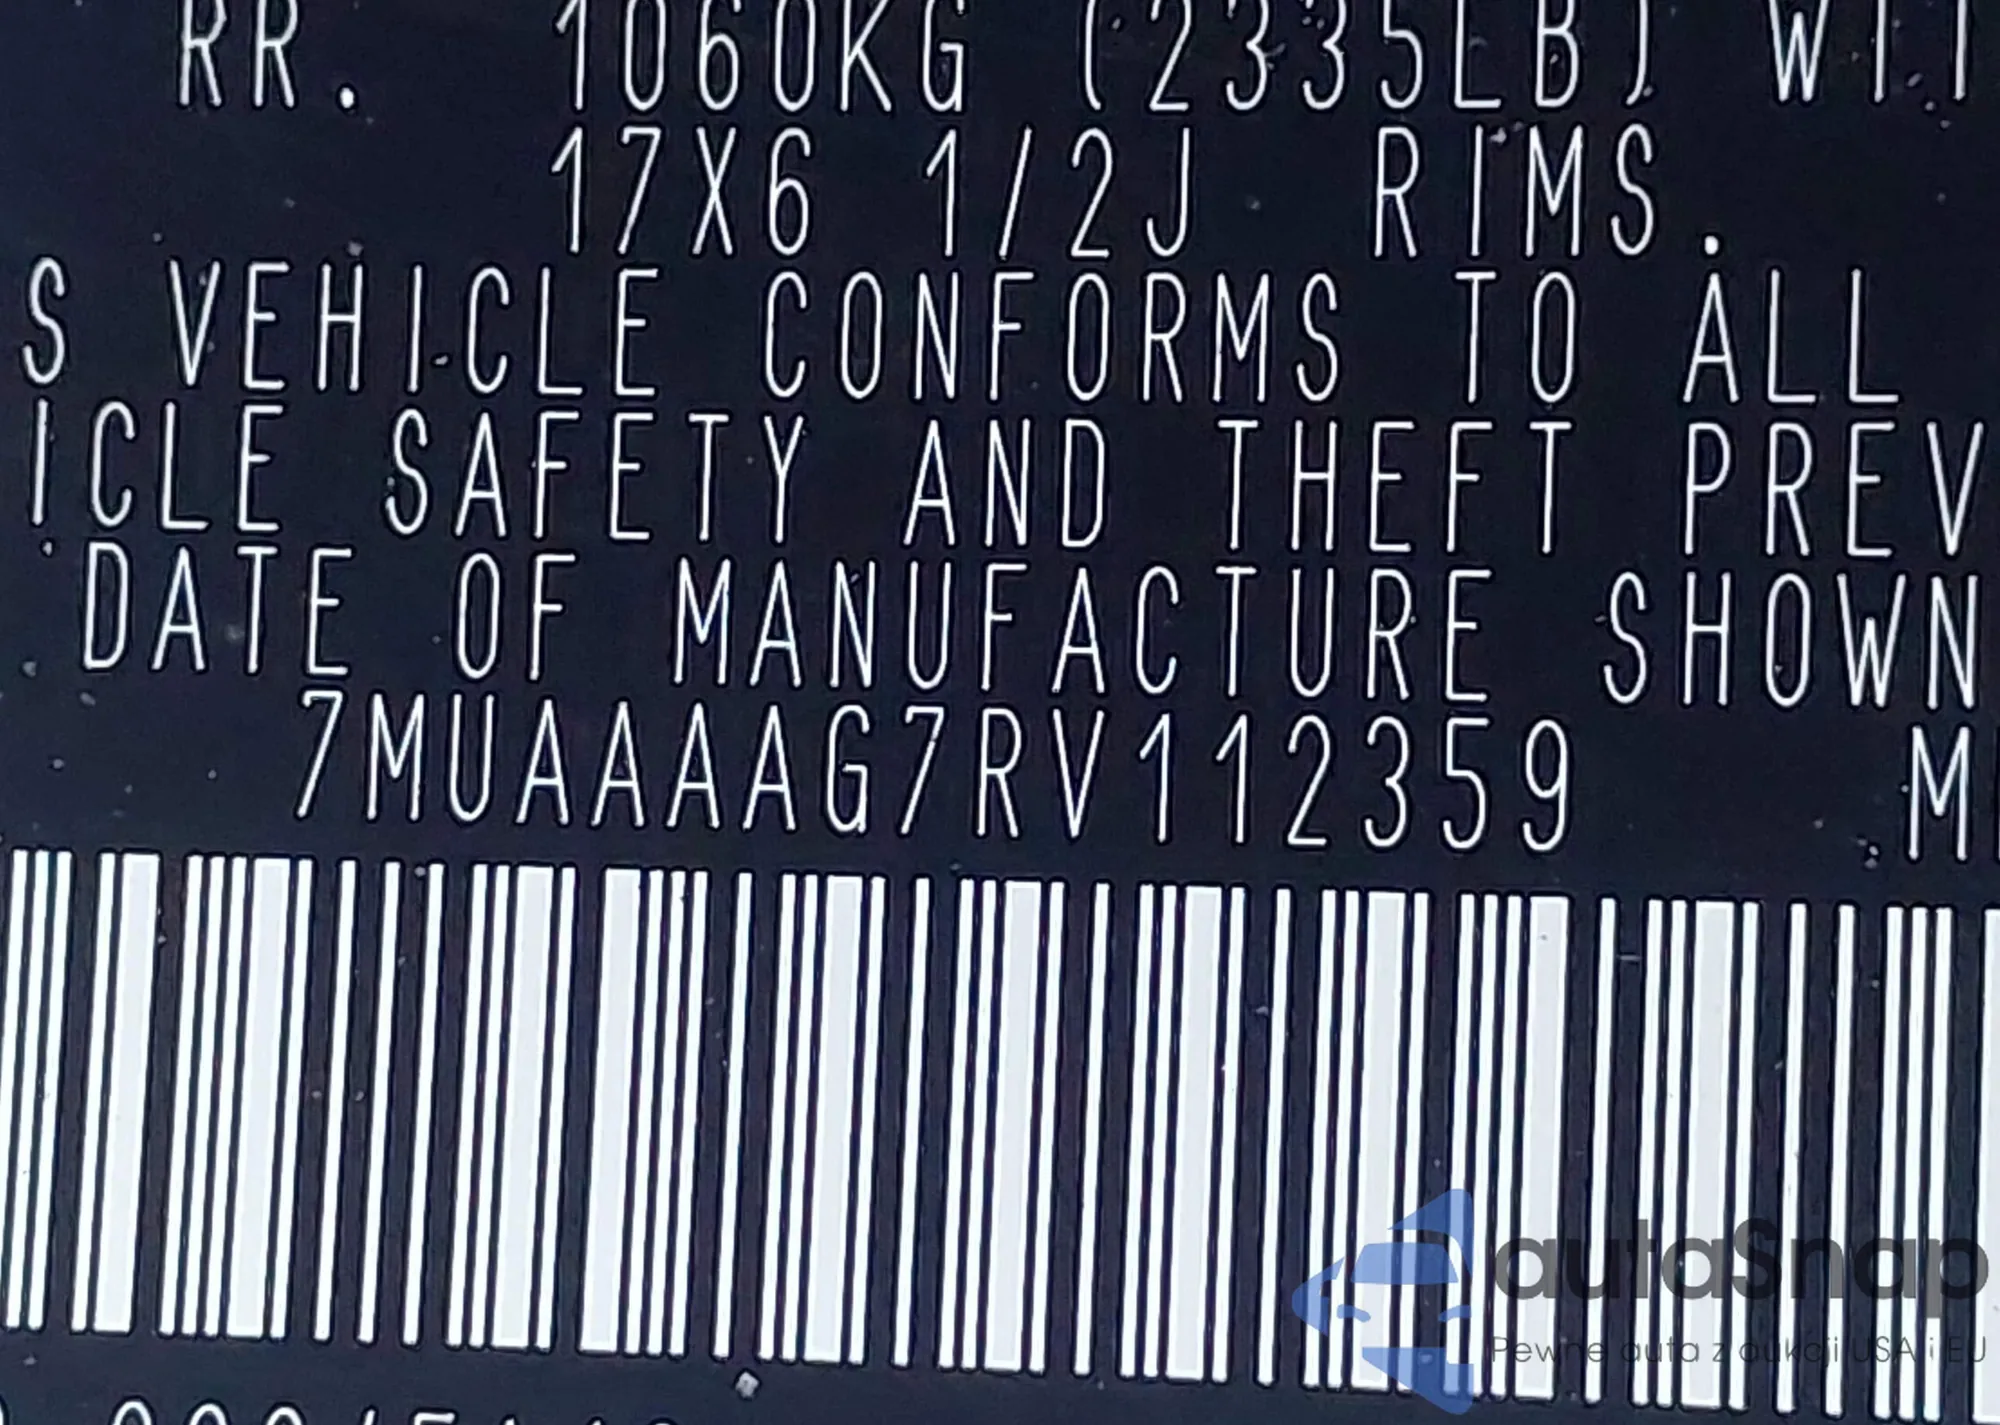 RR. 1060KG (2335LB) WIT
17X6 1/2J RIMS.
S VEHICLE CONFORMS TO ALL
ICLE SAFETY AND THEFT PREV
DATE OF MANUFACTURE SHOWN
7MUAAAAG7RV112359 M
autaSnap
Pewne auta z aukcji USA i EU